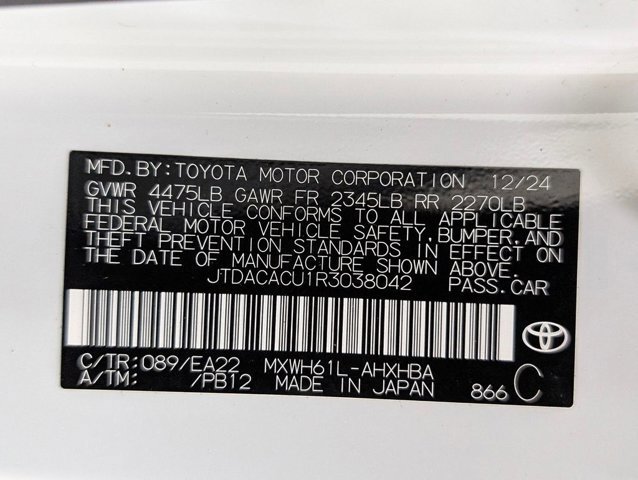 MFD. BY: TOYOTA MOTOR CORPORATION 12/24
GVWR 4475LB GAWR FR 2345LB RR 2270LB
THIS VEHICLE CONFORMS TO ALL APPLICABLE
FEDERAL MOTOR VEHICLE SAFETY, BUMPER, AND
THEFT PREVENTION STANDARDS IN EFFECT ON
THE DATE OF MANUFACTURE SHOWN ABOVE.
JTDACACU1R3038042 PASS. CAR
C/TR: 089/EA22 MXWH61L-AHXHBA
A/TM: /PB12 MADE IN JAPAN 866 C